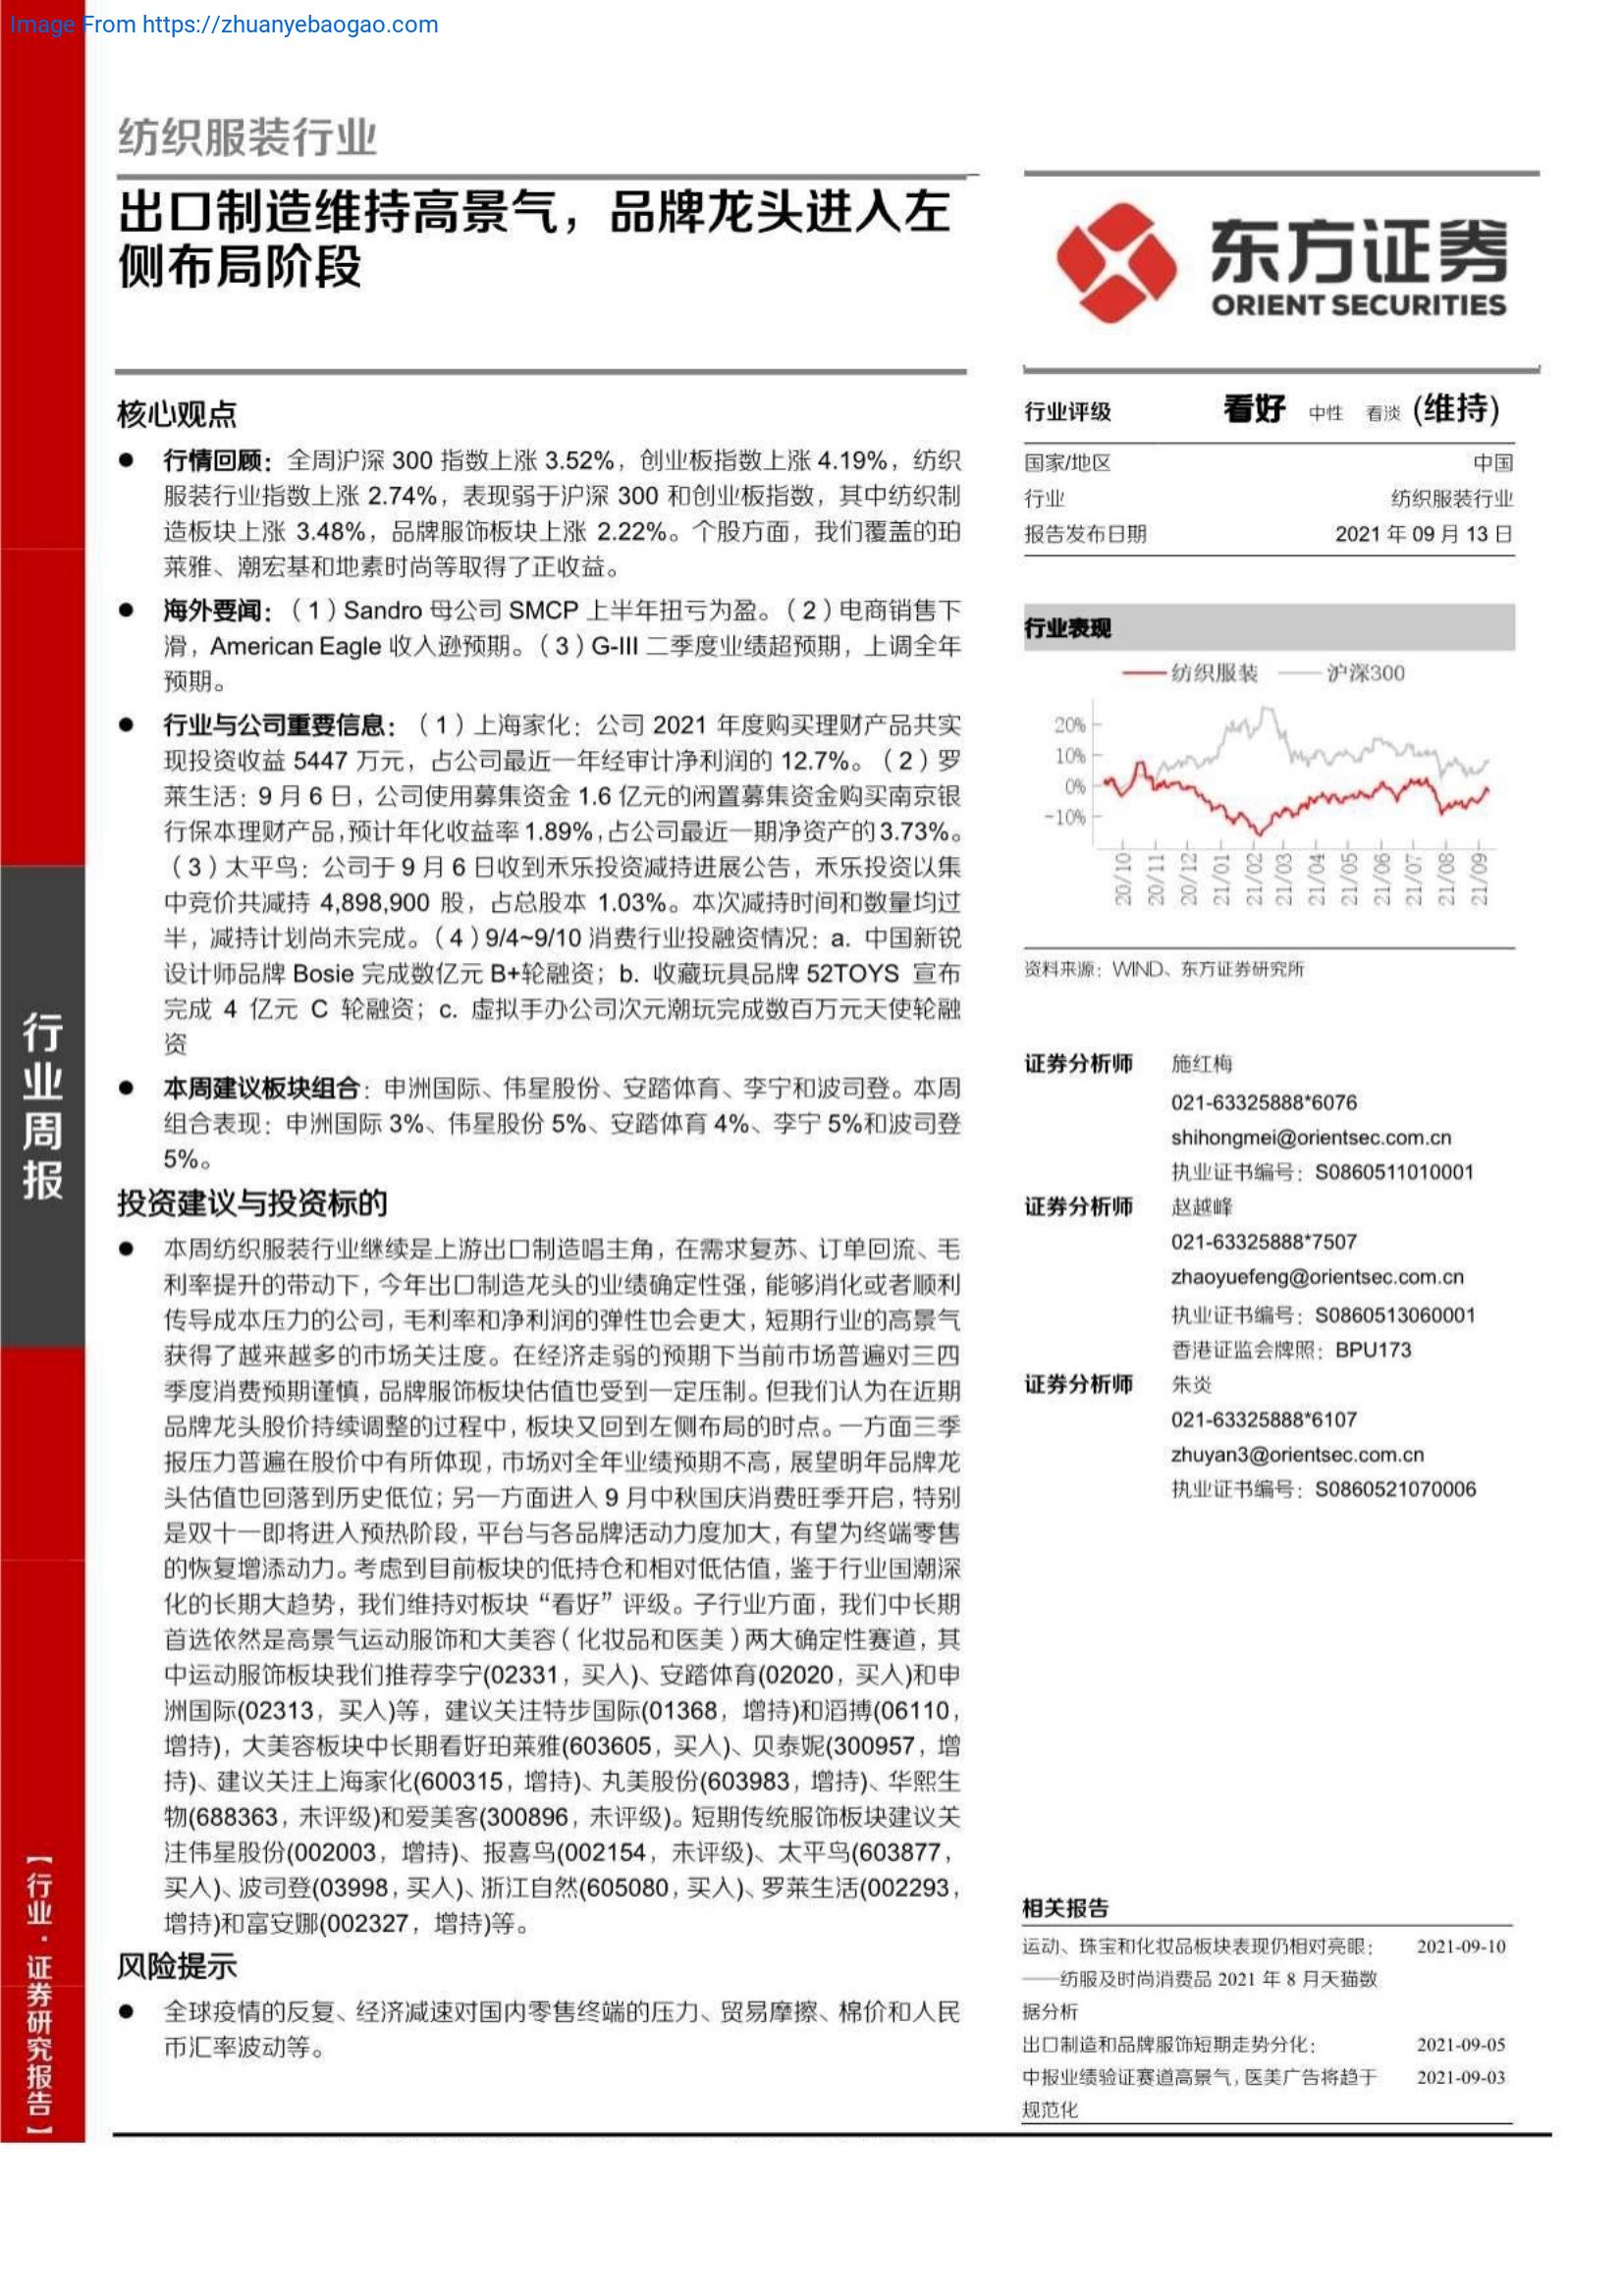 Image From https://zhuanyebaogao.com
纺织服装行业
出口制造维持高景气，品牌龙头进入左
侧布局阶段
核心观点
● 行情回顾：全周沪深 300 指数上涨 3.52%，创业板指数上涨 4.19%，纺织
服装行业指数上涨 2.74%，表现弱于沪深 300 和创业板指数，其中纺织制
造板块上涨 3.48%，品牌服饰板块上涨 2.22%。个股方面，我们覆盖的珀
莱雅、潮宏基和地素时尚等取得了正收益。
● 海外要闻：（1）Sandro 母公司 SMCP 上半年扭亏为盈。（2）电商销售下
滑，American Eagle 收入逊预期。（3）G-III 二季度业绩超预期，上调全年
预期。
● 行业与公司重要信息：（1）上海家化：公司 2021 年度购买理财产品共实
现投资收益 5447 万元，占公司最近一年经审计净利润的 12.7%。（2）罗
莱生活：9 月 6 日，公司使用募集资金 1.6 亿元的闲置募集资金购买南京银
行保本理财产品，预计年化收益率 1.89%，占公司最近一期净资产的 3.73%。
（3）太平鸟：公司于 9 月 6 日收到禾乐投资减持进展公告，禾乐投资以集
中竞价共减持 4,898,900 股，占总股本 1.03%。本次减持时间和数量均过
半，减持计划尚未完成。（4）9/4~9/10 消费行业投融资情况：a. 中国新锐
设计师品牌 Bosie 完成数亿元 B+轮融资；b. 收藏玩具品牌 52TOYS 宣布
完成 4 亿元 C 轮融资；c. 虚拟手办公司次元潮玩完成数百万元天使轮融
资
● 本周建议板块组合：申洲国际、伟星股份、安踏体育、李宁和波司登。本周
组合表现：申洲国际 3%、伟星股份 5%、安踏体育 4%、李宁 5%和波司登
5%。
投资建议与投资标的
● 本周纺织服装行业继续是上游出口制造唱主角，在需求复苏、订单回流、毛
利率提升的带动下，今年出口制造龙头的业绩确定性强，能够消化或者顺利
传导成本压力的公司，毛利率和净利润的弹性也会更大，短期行业的高景气
获得了越来越多的市场关注度。在经济走弱的预期下当前市场普遍对三四
季度消费预期谨慎，品牌服饰板块估值也受到一定压制。但我们认为在近期
品牌龙头股价持续调整的过程中，板块又回到左侧布局的时点。一方面三季
报压力普遍在股价中有所体现，市场对全年业绩预期不高，展望明年品牌龙
头估值也回落到历史低位；另一方面进入 9 月中秋国庆消费旺季开启，特别
是双十一即将进入预热阶段，平台与各品牌活动力度加大，有望为终端零售
的恢复增添动力。考虑到目前板块的低持仓和相对低估值，鉴于行业国潮深
化的长期大趋势，我们维持对板块“看好”评级。子行业方面，我们中长期
首选依然是高景气运动服饰和大美容（化妆品和医美）两大确定性赛道，其
中运动服饰板块我们推荐李宁(02331，买入)、安踏体育(02020，买入)和申
洲国际(02313，买入)等，建议关注特步国际(01368，增持)和滔搏(06110，
增持)，大美容板块中长期看好珀莱雅(603605，买入)、贝泰妮(300957，增
持)、建议关注上海家化(600315，增持)、丸美股份(603983，增持)、华熙生
物(688363，未评级)和爱美客(300896，未评级)。短期传统服饰板块建议关
注伟星股份(002003，增持)、报喜鸟(002154，未评级)、太平鸟(603877，
买入)、波司登(03998，买入)、浙江自然(605080，买入)、罗莱生活(002293，
增持)和富安娜(002327，增持)等。
风险提示
● 全球疫情的反复、经济减速对国内零售终端的压力、贸易摩擦、棉价和人民
币汇率波动等。
东方证券
ORIENT SECURITIES
行业评级 看好 中性 看淡 (维持)
国家/地区 中国
行业 纺织服装行业
报告发布日期 2021 年 09 月 13 日
行业表现
纺织服装 沪深300
20%
10%
0%
-10%
20/10 20/11 20/12 21/01 21/02 21/03 21/04 21/05 21/06 21/07 21/08 21/09
资料来源：WIND、东方证券研究所
证券分析师 施红梅
021-63325888*6076
shihongmei@orientsec.com.cn
执业证书编号：S0860511010001
证券分析师 赵越峰
021-63325888*7507
zhaoyuefeng@orientsec.com.cn
执业证书编号：S0860513060001
香港证监会牌照：BPU173
证券分析师 朱炎
021-63325888*6107
zhuyan3@orientsec.com.cn
执业证书编号：S0860521070006
相关报告
运动、珠宝和化妆品板块表现仍相对亮眼： 2021-09-10
——纺服及时尚消费品 2021 年 8 月天猫数
据分析
出口制造和品牌服饰短期走势分化： 2021-09-05
中报业绩验证赛道高景气，医美广告将趋于 2021-09-03
规范化
行业周报
【行业·证券研究报告】